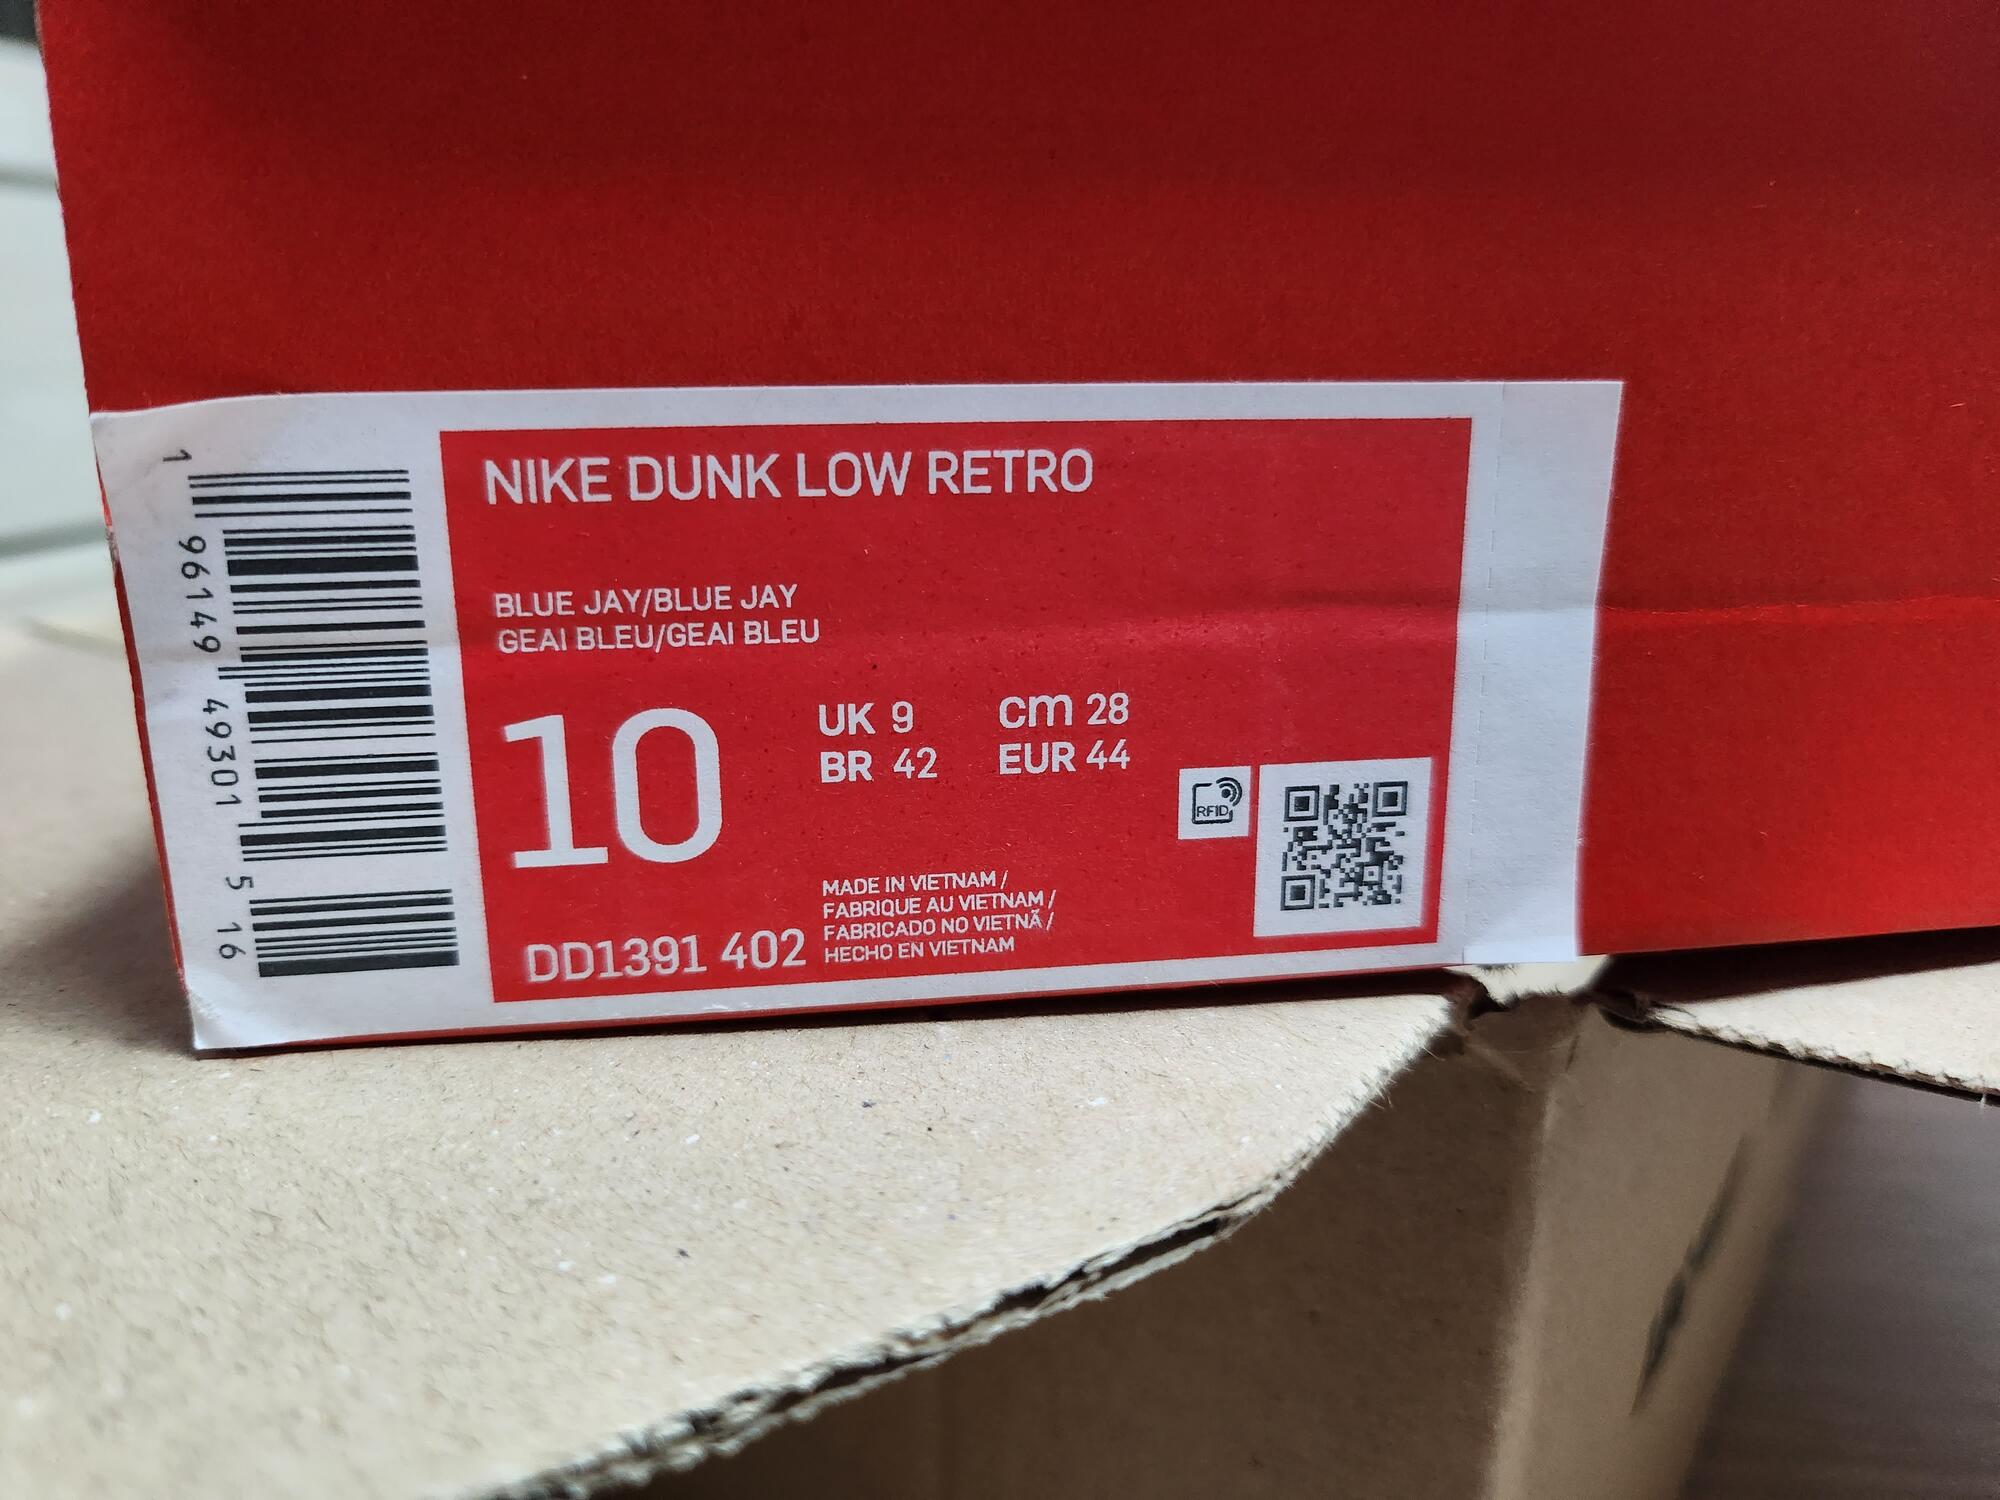 NIKE DUNK LOW RETRO
BLUE JAY/BLUE JAY
GEAI BLEU/GEAI BLEU
10
UK 9 cm 28
BR 42 EUR 44
RFID
MADE IN VIETNAM /
FABRIQUE AU VIETNAM /
FABRICADO NO VIETNÃ /
HECHO EN VIETNAM
DD1391 402
1 96149 49301 5 16